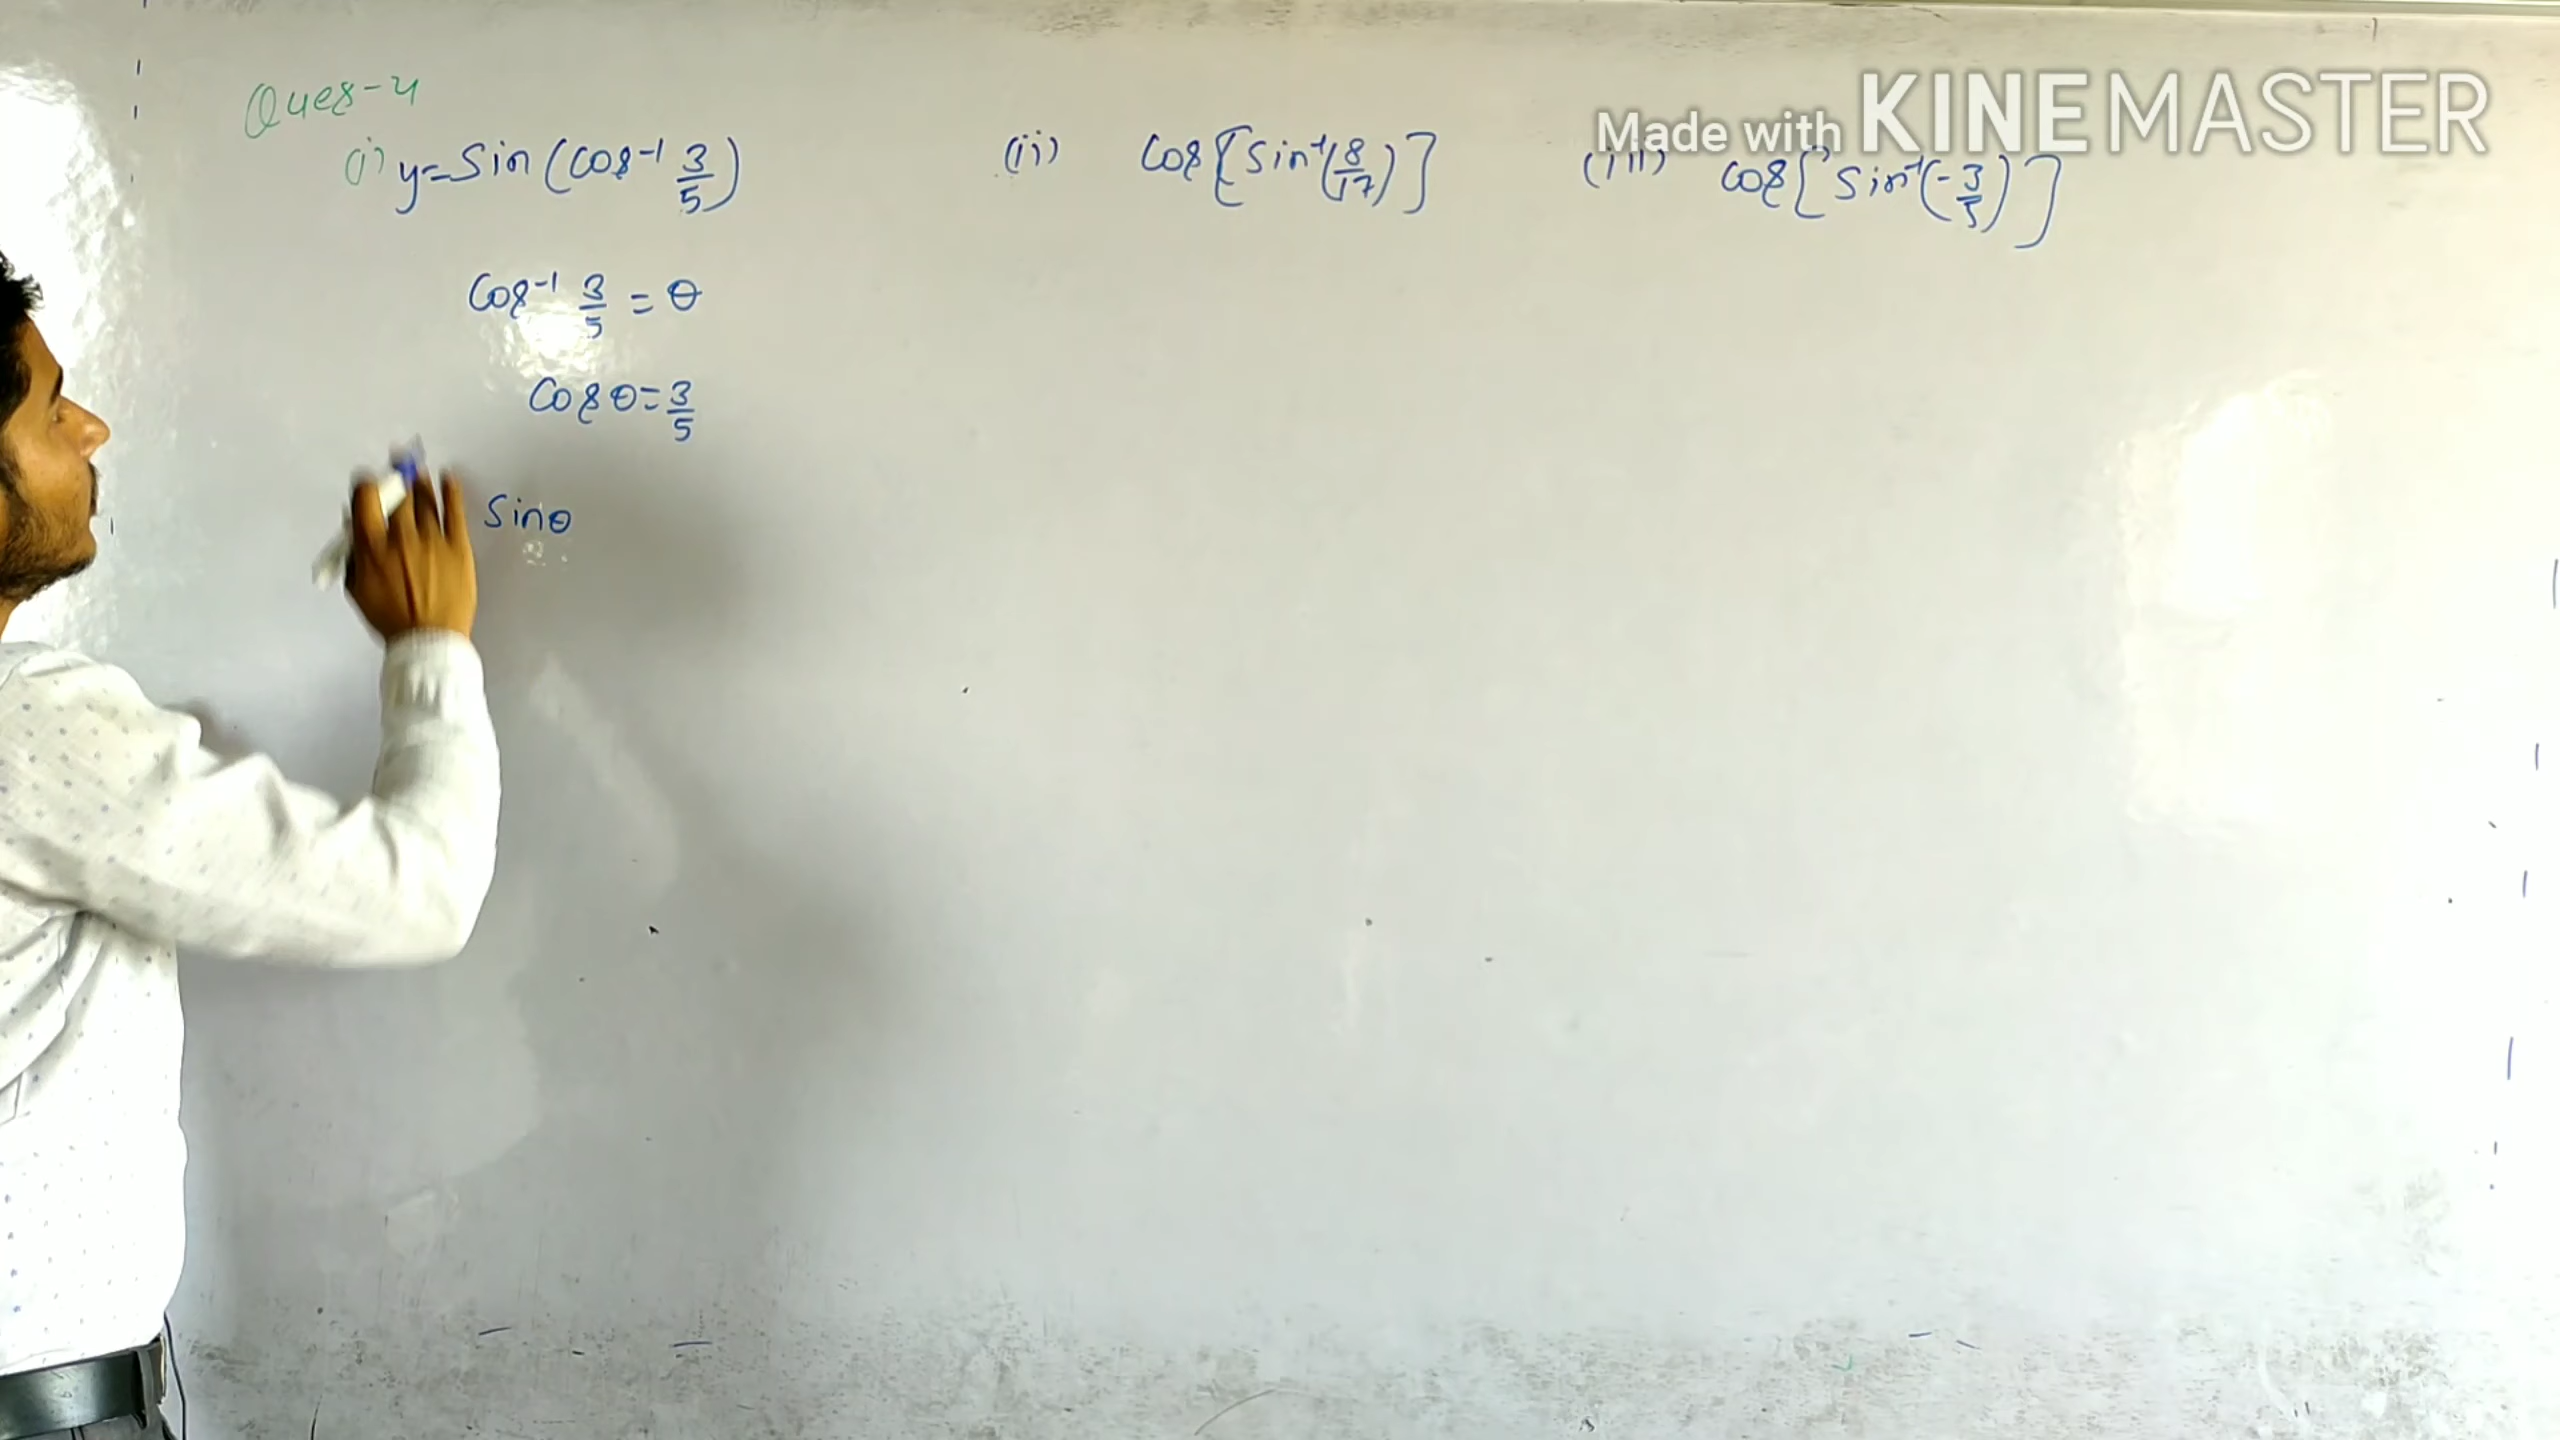 Ques-4
(i) y=Sin(Cos⁻¹ 3/5)
Cos⁻¹ 3/5 = θ
Cosθ=3/5
Sinθ
(ii) Cos[Sin⁻¹(8/17)]
(iii) Cos[Sin⁻¹(-3/5)]
Made with KINEMASTER